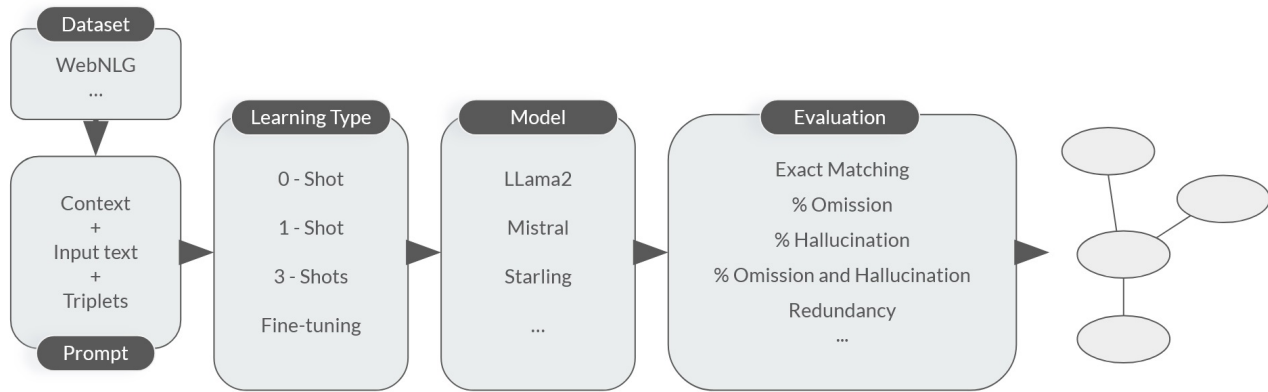 Dataset
WebNLG
...
Context
+
Input text
+
Triplets
Prompt
Learning Type
0 - Shot
1 - Shot
3 - Shots
Fine-tuning
Model
LLama2
Mistral
Starling
...
Evaluation
Exact Matching
% Omission
% Hallucination
% Omission and Hallucination
Redundancy
...